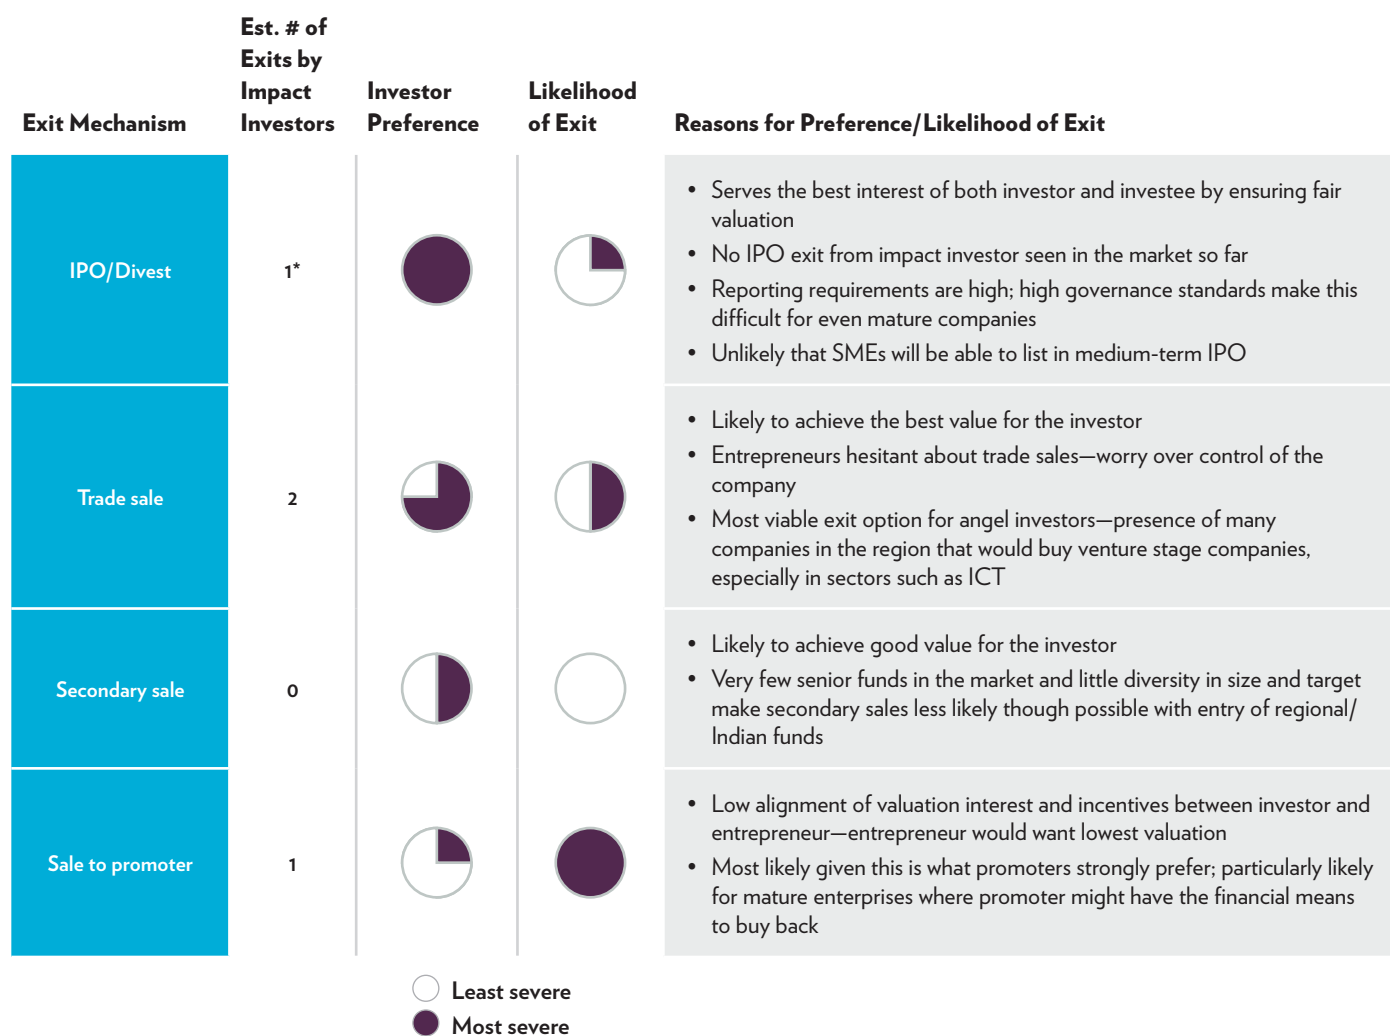 Exit Mechanism
Est. # of
Exits by
Impact
Investors
Investor
Preference
Likelihood
of Exit
Reasons for Preference/Likelihood of Exit
IPO/Divest
1*
• Serves the best interest of both investor and investee by ensuring fair
valuation
• No IPO exit from impact investor seen in the market so far
• Reporting requirements are high; high governance standards make this
difficult for even mature companies
• Unlikely that SMEs will be able to list in medium-term IPO
Trade sale
2
• Likely to achieve the best value for the investor
• Entrepreneurs hesitant about trade sales—worry over control of the
company
• Most viable exit option for angel investors—presence of many
companies in the region that would buy venture stage companies,
especially in sectors such as ICT
Secondary sale
0
• Likely to achieve good value for the investor
• Very few senior funds in the market and little diversity in size and target
make secondary sales less likely though possible with entry of regional/
Indian funds
Sale to promoter
1
• Low alignment of valuation interest and incentives between investor and
entrepreneur—entrepreneur would want lowest valuation
• Most likely given this is what promoters strongly prefer; particularly likely
for mature enterprises where promoter might have the financial means
to buy back
Least severe
Most severe